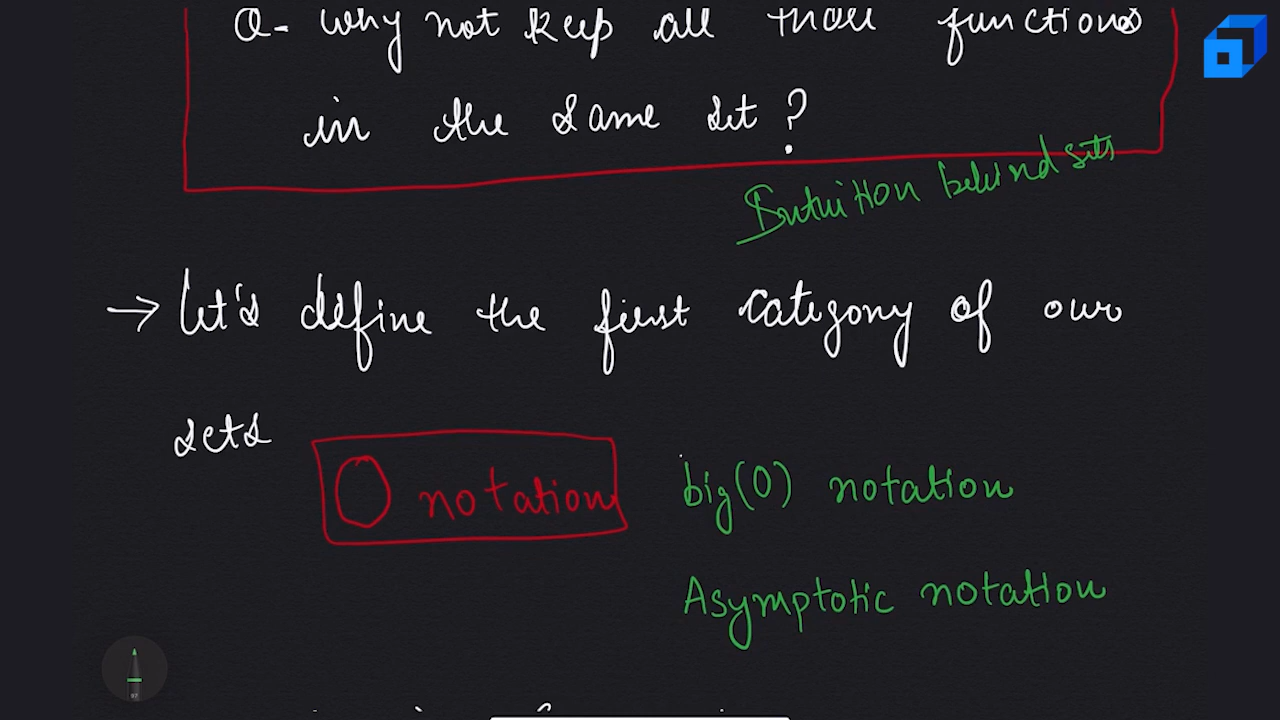 Q- Why not keep all those functions
in the same set ?
Intuition behind sets
→ Let's define the first category of our
sets
O notation
big(O) notation
Asymptotic notation